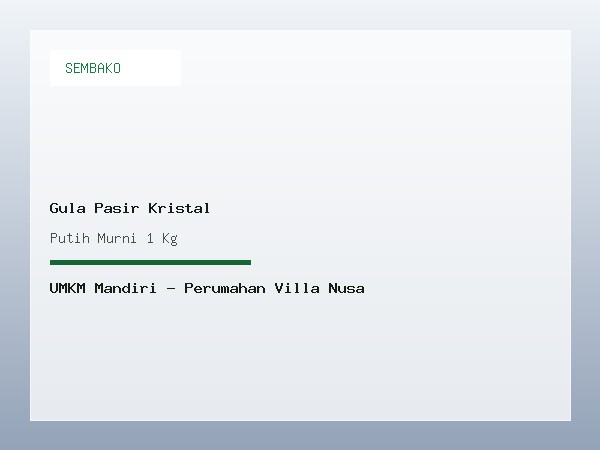 SEMBAKO
Gula Pasir Kristal
Putih Murni 1 Kg
UMKM Mandiri – Perumahan Villa Nusa